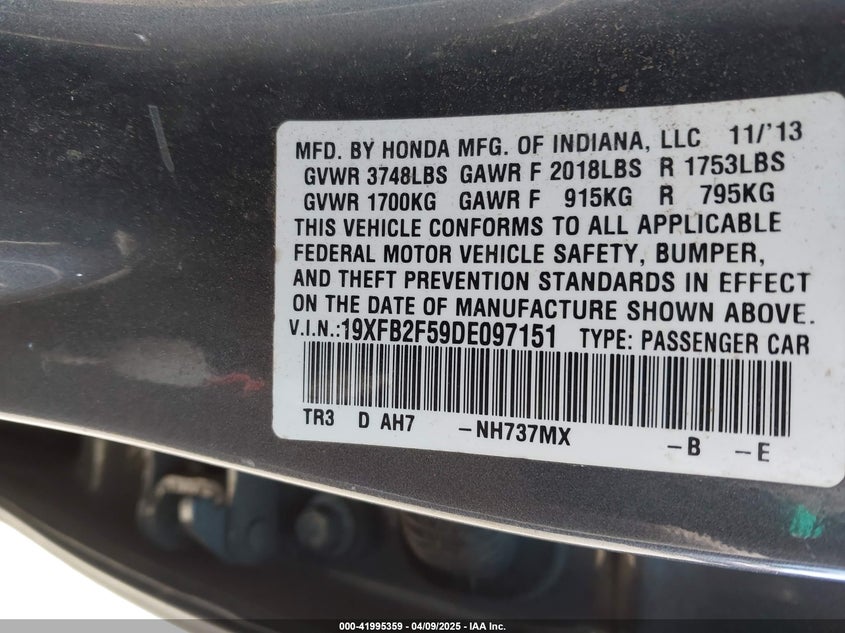 MFD. BY HONDA MFG. OF INDIANA, LLC 11/'13
GVWR 3748LBS GAWR F 2018LBS R 1753LBS
GVWR 1700KG GAWR F 915KG R 795KG
THIS VEHICLE CONFORMS TO ALL APPLICABLE
FEDERAL MOTOR VEHICLE SAFETY, BUMPER,
AND THEFT PREVENTION STANDARDS IN EFFECT
ON THE DATE OF MANUFACTURE SHOWN ABOVE.
V.I.N.:19XFB2F59DE097151 TYPE: PASSENGER CAR
TR3 D AH7 -NH737MX -B -E
000-41995359 | 04/09/2025 - IAA Inc.